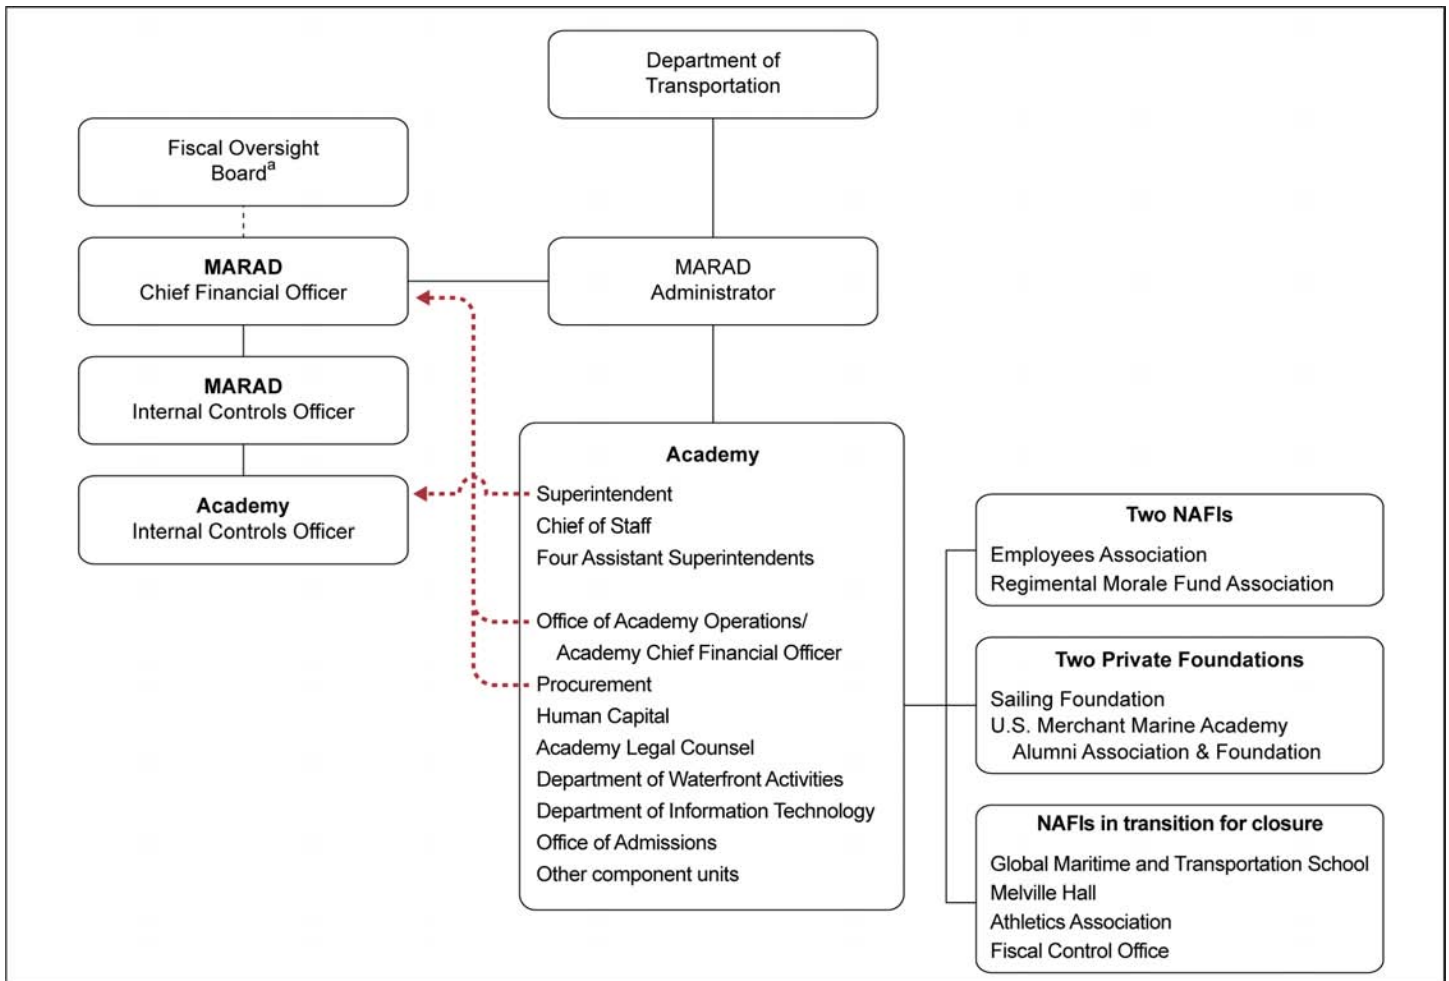 Department of
Transportation
Fiscal Oversight
Boardᵃ
MARAD
Chief Financial Officer
MARAD
Administrator
MARAD
Internal Controls Officer
Academy
Internal Controls Officer
Academy
Superintendent
Chief of Staff
Four Assistant Superintendents
Office of Academy Operations/
Academy Chief Financial Officer
Procurement
Human Capital
Academy Legal Counsel
Department of Waterfront Activities
Department of Information Technology
Office of Admissions
Other component units
Two NAFIs
Employees Association
Regimental Morale Fund Association
Two Private Foundations
Sailing Foundation
U.S. Merchant Marine Academy
Alumni Association & Foundation
NAFIs in transition for closure
Global Maritime and Transportation School
Melville Hall
Athletics Association
Fiscal Control Office